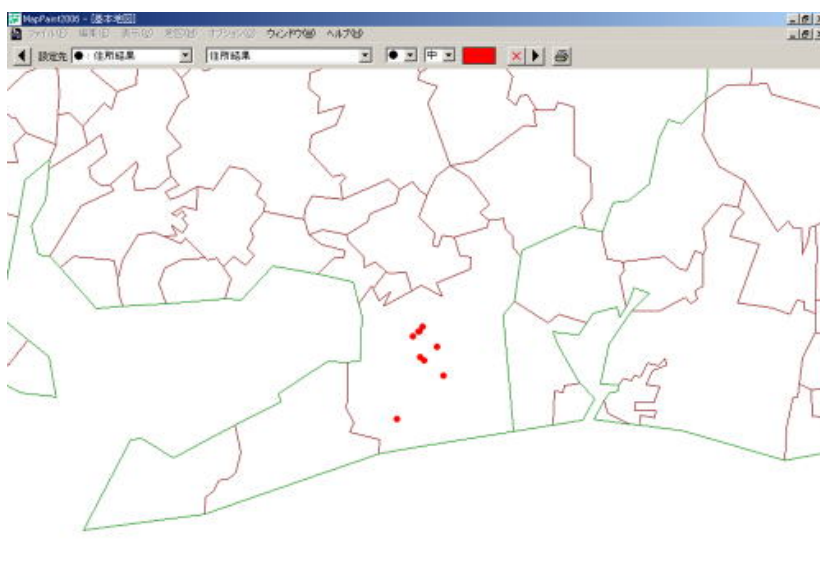 MapPaint2006 - [基本地図]
ファイル(F) 編集(E) 表示(V) 地図(M) オプション(O) ウィンドウ(W) ヘルプ(H)
設定先 ●:住所結果 住所結果 ● 中